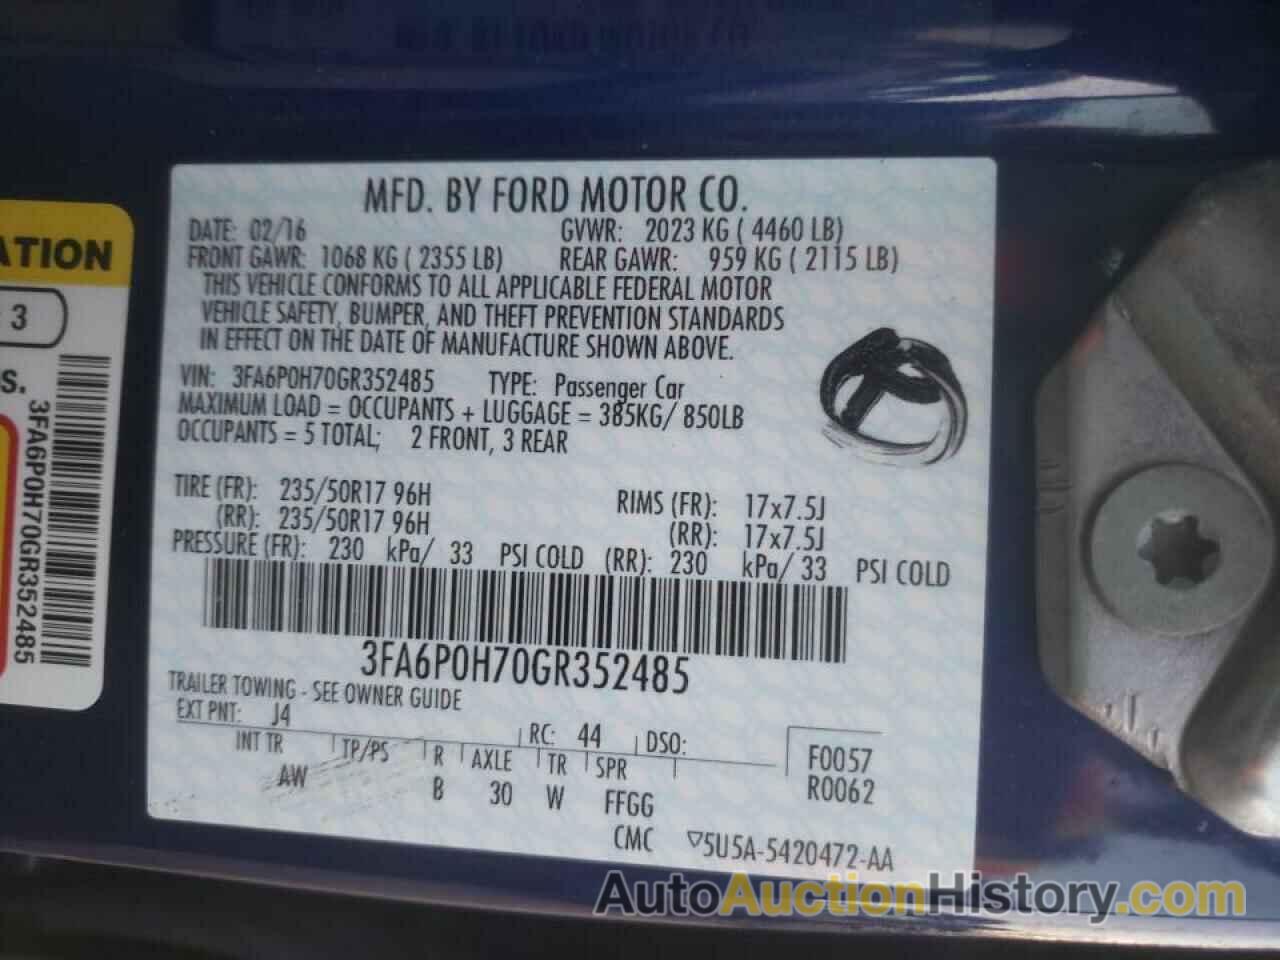 MFD. BY FORD MOTOR CO.
DATE: 02/16 GVWR: 2023 KG ( 4460 LB)
FRONT GAWR: 1068 KG ( 2355 LB) REAR GAWR: 959 KG ( 2115 LB)
THIS VEHICLE CONFORMS TO ALL APPLICABLE FEDERAL MOTOR
VEHICLE SAFETY, BUMPER, AND THEFT PREVENTION STANDARDS
IN EFFECT ON THE DATE OF MANUFACTURE SHOWN ABOVE.
VIN: 3FA6P0H70GR352485 TYPE: Passenger Car
MAXIMUM LOAD = OCCUPANTS + LUGGAGE = 385KG/ 850LB
OCCUPANTS = 5 TOTAL; 2 FRONT, 3 REAR
TIRE (FR): 235/50R17 96H RIMS (FR): 17x7.5J
(RR): 235/50R17 96H (RR): 17x7.5J
PRESSURE (FR): 230 kPa/ 33 PSI COLD (RR): 230 kPa/ 33 PSI COLD
3FA6P0H70GR352485
TRAILER TOWING - SEE OWNER GUIDE
EXT PNT: J4 RC: 44 DSO:
INT TR TP/PS R AXLE TR SPR F0057
AW B 30 W FFGG R0062
CMC ▽5U5A-5420472-AA
ATION
3
S.
3FA6P0H70GR352485
AutoAuctionHistory.com